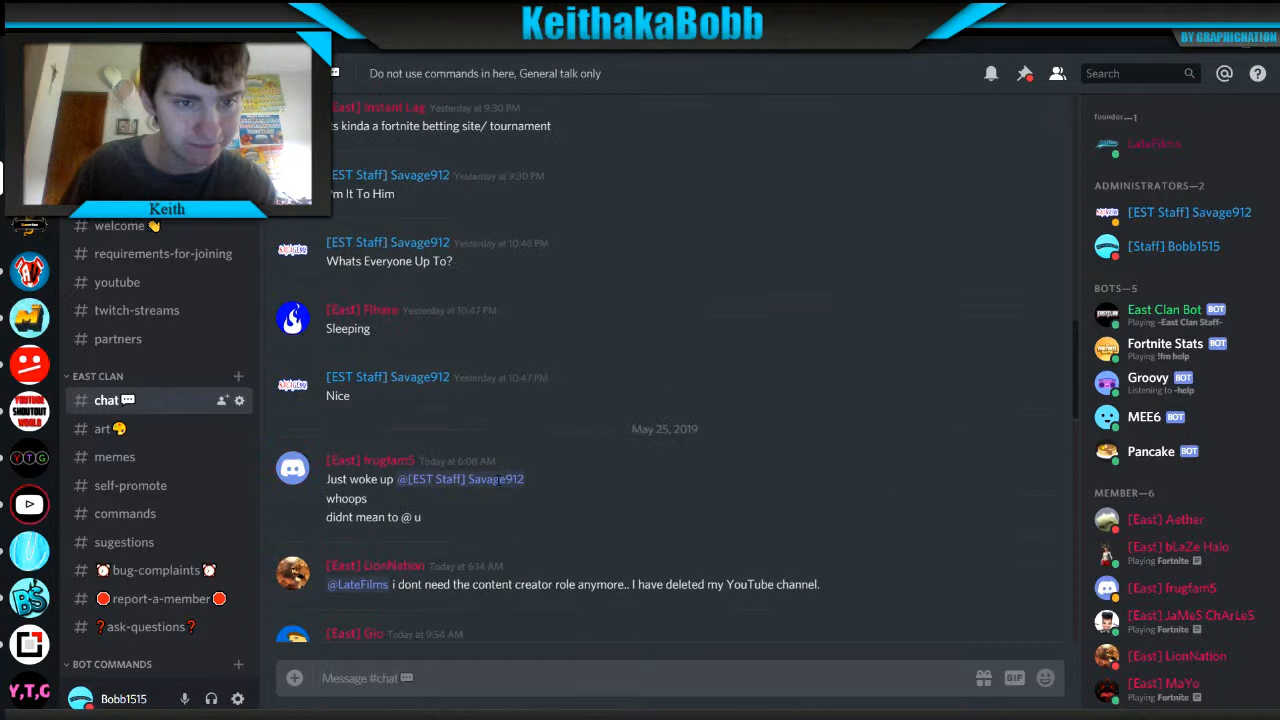 KeithakaBobb
BY GRAPHIGNATION
Keith
Do not use commands in here, General talk only
Search
welcome
# requirements-for-joining
# youtube
# twitch-streams
# partners
EAST CLAN
# chat
# art
# memes
# self-promote
# commands
# sugestions
# bug-complaints
# report-a-member
# ❓ask-questions❓
BOT COMMANDS
Bobb1515
[East] Instant Lag Yesterday at 9:30 PM
s kinda a fortnite betting site/ tournament
[EST Staff] Savage912 Yesterday at 9:30 PM
'm It To Him
[EST Staff] Savage912 Yesterday at 10:46 PM
Whats Everyone Up To?
[East] Flhare Yesterday at 10:47 PM
Sleeping
[EST Staff] Savage912 Yesterday at 10:47 PM
Nice
May 25, 2019
[East] frugfam5 Today at 6:08 AM
Just woke up @[EST Staff] Savage912
whoops
didnt mean to @ u
[East] LionNation Today at 6:14 AM
@LateFilms i dont need the content creator role anymore.. I have deleted my YouTube channel.
[East] Gio Today at 9:54 AM
Message #chat
GIF
founder—1
LateFilms
ADMINISTRATORS—2
[EST Staff] Savage912
[Staff] Bobb1515
BOTS—5
East Clan Bot BOT
Playing -East Clan Staff-
Fortnite Stats BOT
Playing !fm help
Groovy BOT
Listening to -help
MEE6 BOT
Pancake BOT
MEMBER—6
[East] Aether
[East] bLaZe Halo
Playing Fortnite
[East] frugfam5
[East] JaMeS ChArLeS
Playing Fortnite
[East] LionNation
[East] MaYo
Playing Fortnite
YOUTUBE SHOUTOUT WORLD
YTG
BS
Y,T,G